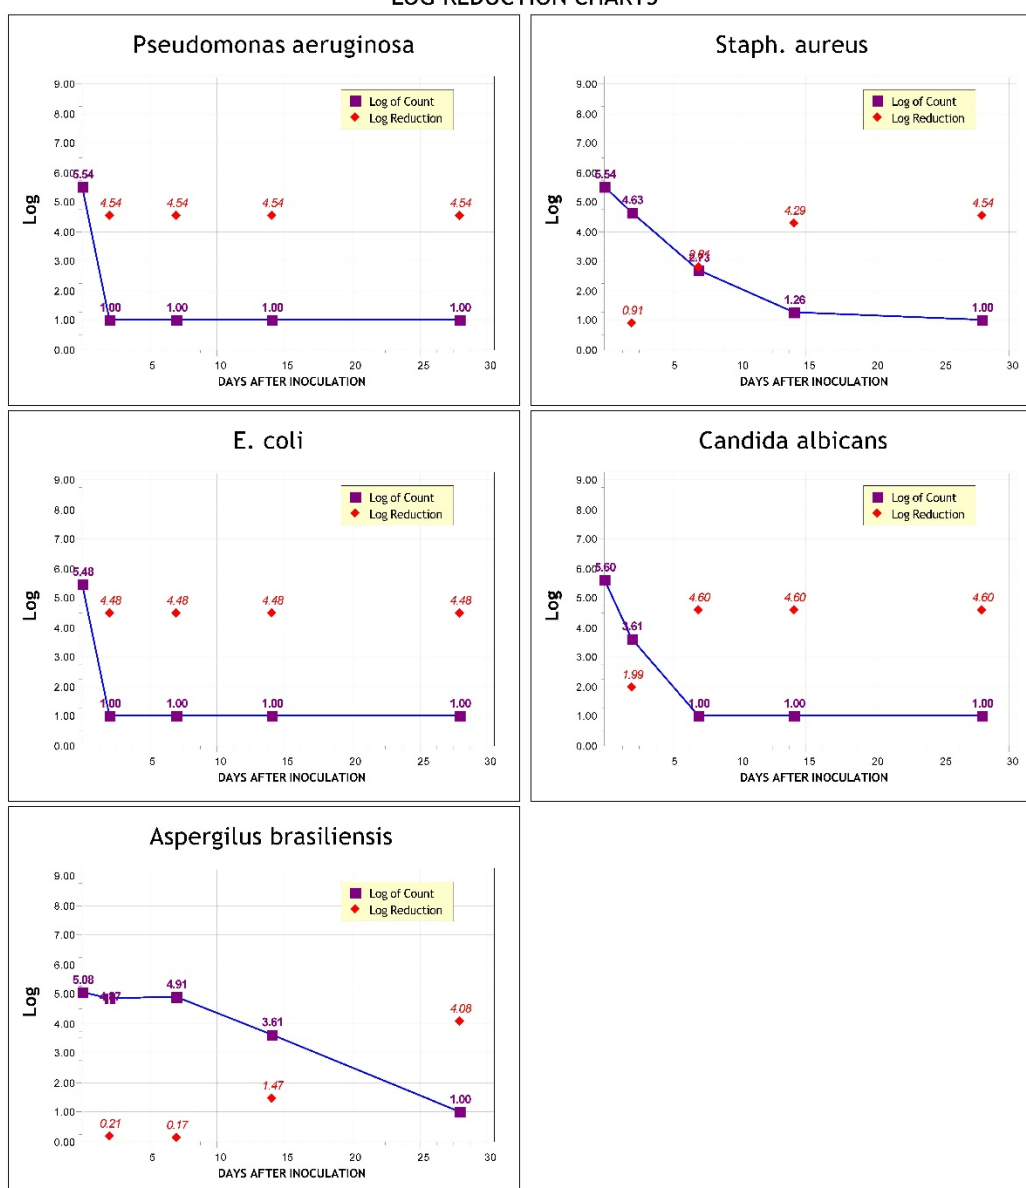 LOG REDUCTION CHARTS
Pseudomonas aeruginosa
Log of Count
Log Reduction
Log
9.00
8.00
7.00
6.00
5.00
4.00
3.00
2.00
1.00
0.00
5.54
4.54 4.54 4.54 4.54
1.00 1.00 1.00 1.00
5 10 15 20 25 30
DAYS AFTER INOCULATION
Staph. aureus
Log of Count
Log Reduction
Log
9.00
8.00
7.00
6.00
5.00
4.00
3.00
2.00
1.00
0.00
5.54
4.63
4.29 4.54
2.73
0.91
1.26
1.00
5 10 15 20 25 30
DAYS AFTER INOCULATION
E. coli
Log of Count
Log Reduction
Log
9.00
8.00
7.00
6.00
5.00
4.00
3.00
2.00
1.00
0.00
5.48
4.48 4.48 4.48 4.48
1.00 1.00 1.00 1.00
5 10 15 20 25 30
DAYS AFTER INOCULATION
Candida albicans
Log of Count
Log Reduction
Log
9.00
8.00
7.00
6.00
5.00
4.00
3.00
2.00
1.00
0.00
5.60
4.60 4.60 4.60
3.61
1.99
1.00 1.00 1.00
5 10 15 20 25 30
DAYS AFTER INOCULATION
Aspergilus brasiliensis
Log of Count
Log Reduction
Log
9.00
8.00
7.00
6.00
5.00
4.00
3.00
2.00
1.00
0.00
5.08
4.91
4.08
3.61
1.47
1.00
0.21 0.17
5 10 15 20 25 30
DAYS AFTER INOCULATION